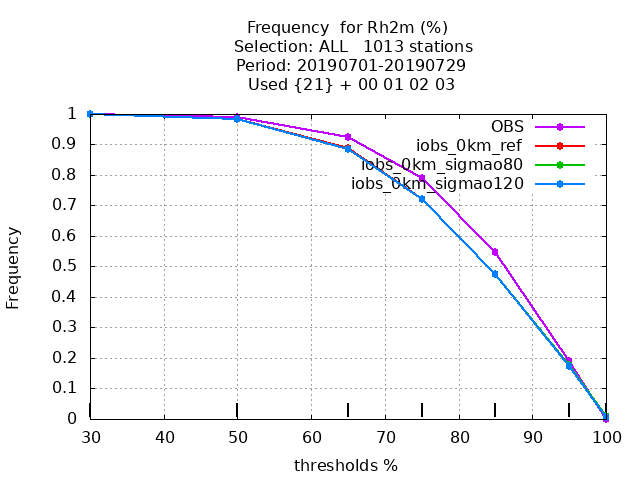 Frequency  for Rh2m (%)
Selection: ALL   1013 stations
Period: 20190701-20190729
Used {21} + 00 01 02 03
OBS
iobs_0km_ref
iobs_0km_sigmao80
iobs_0km_sigmao120
Frequency
1
0.9
0.8
0.7
0.6
0.5
0.4
0.3
0.2
0.1
0
30 40 50 60 70 80 90 100
thresholds %